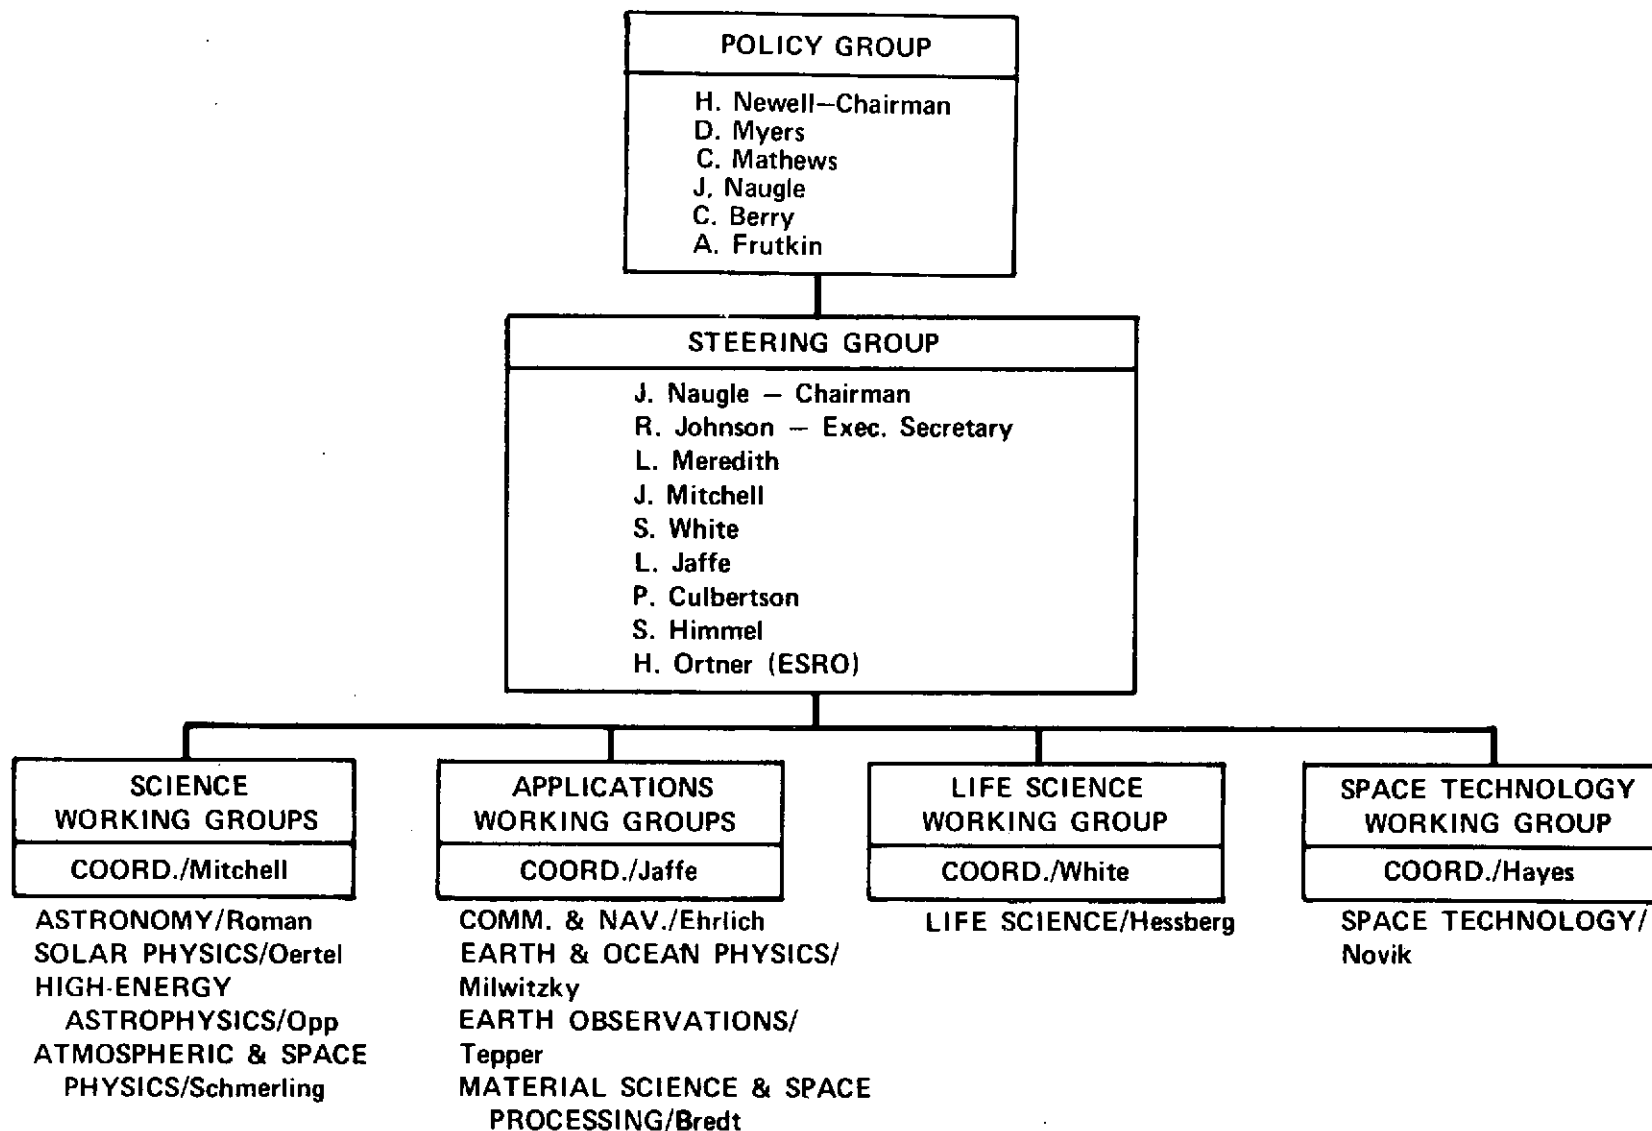 POLICY GROUP
H. Newell—Chairman
D. Myers
C. Mathews
J. Naugle
C. Berry
A. Frutkin
STEERING GROUP
J. Naugle — Chairman
R. Johnson — Exec. Secretary
L. Meredith
J. Mitchell
S. White
L. Jaffe
P. Culbertson
S. Himmel
H. Ortner (ESRO)
SCIENCE
WORKING GROUPS
COORD./Mitchell
ASTRONOMY/Roman
SOLAR PHYSICS/Oertel
HIGH-ENERGY
ASTROPHYSICS/Opp
ATMOSPHERIC & SPACE
PHYSICS/Schmerling
APPLICATIONS
WORKING GROUPS
COORD./Jaffe
COMM. & NAV./Ehrlich
EARTH & OCEAN PHYSICS/
Milwitzky
EARTH OBSERVATIONS/
Tepper
MATERIAL SCIENCE & SPACE
PROCESSING/Bredt
LIFE SCIENCE
WORKING GROUP
COORD./White
LIFE SCIENCE/Hessberg
SPACE TECHNOLOGY
WORKING GROUP
COORD./Hayes
SPACE TECHNOLOGY/
Novik